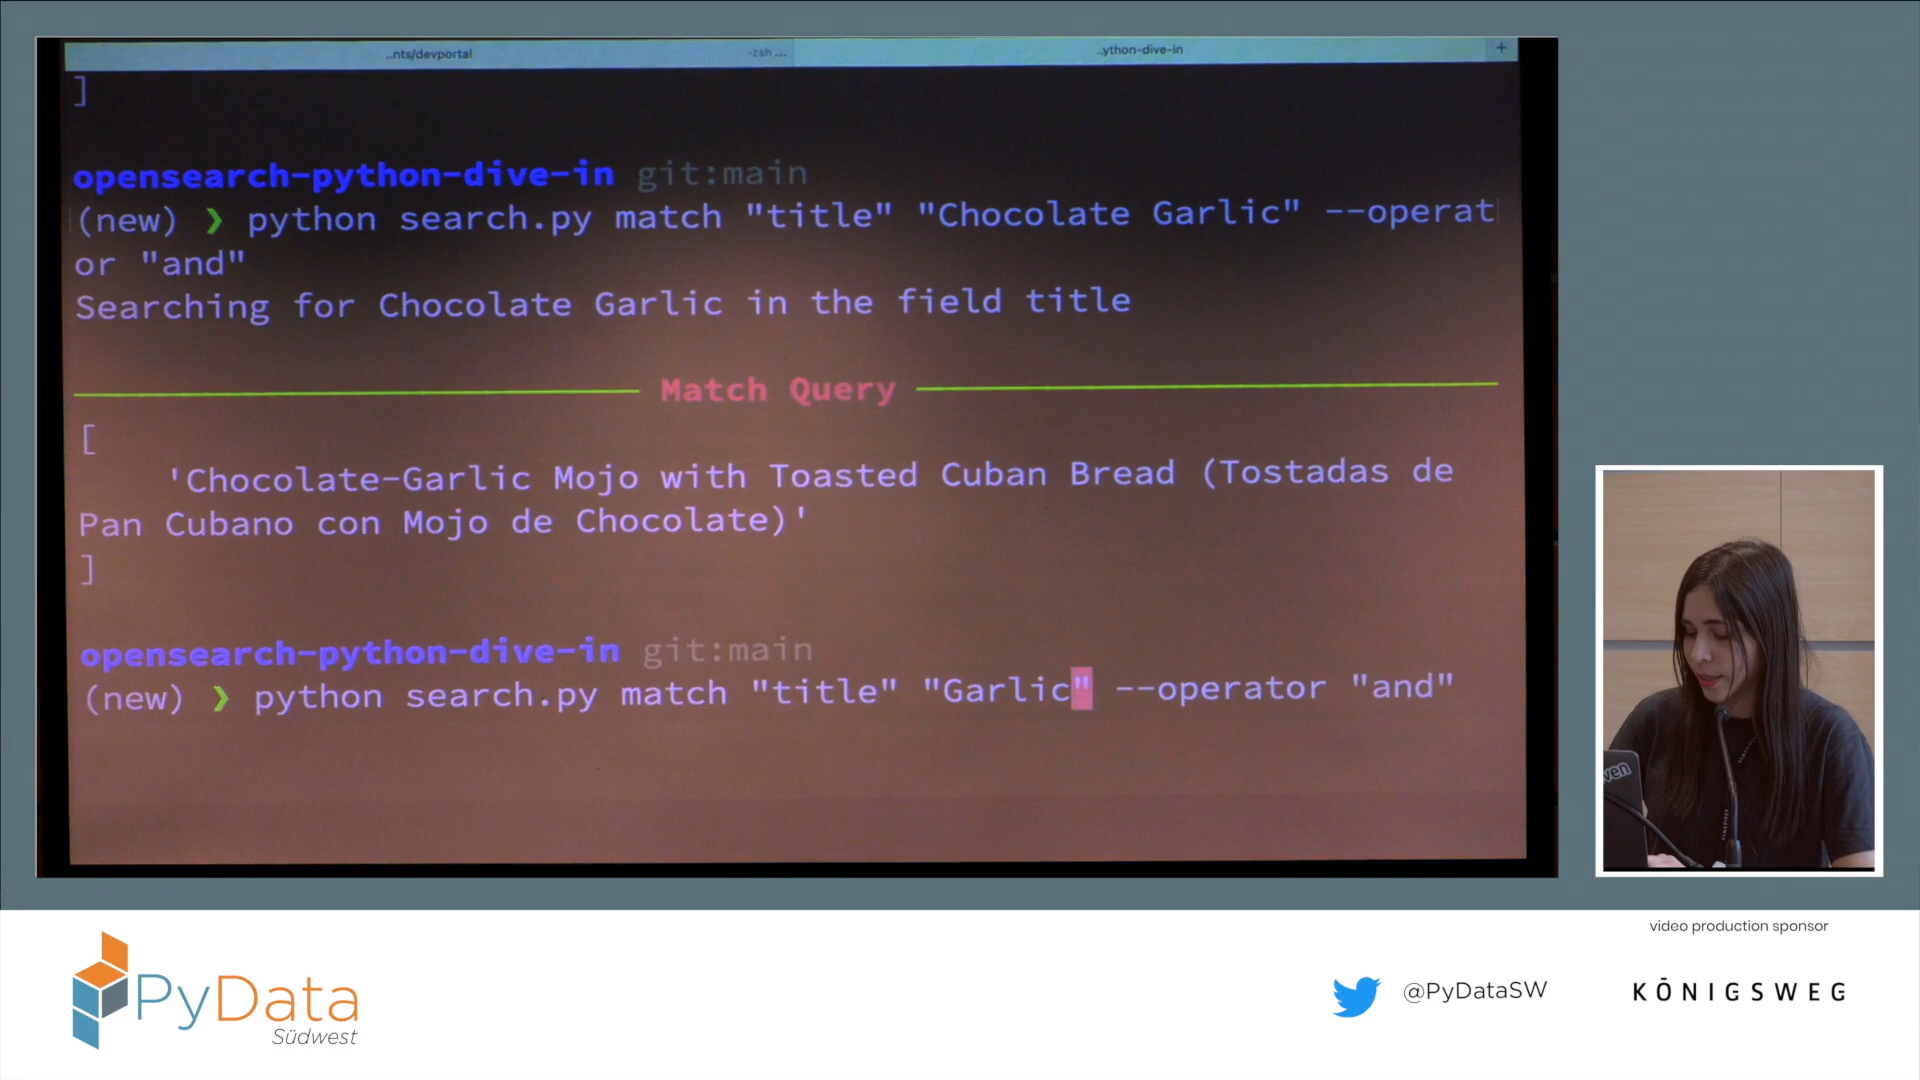 ..nts/devportal
-zsh ...
..ython-dive-in
+
]
opensearch-python-dive-in git:main
(new) ❯ python search.py match "title" "Chocolate Garlic" --operat
or "and"
Searching for Chocolate Garlic in the field title
Match Query
[
'Chocolate-Garlic Mojo with Toasted Cuban Bread (Tostadas de
Pan Cubano con Mojo de Chocolate)'
]
opensearch-python-dive-in git:main
(new) ❯ python search.py match "title" "Garlic" --operator "and"
ven
PyData
Südwest
video production sponsor
@PyDataSW
KÖNIGSWEG